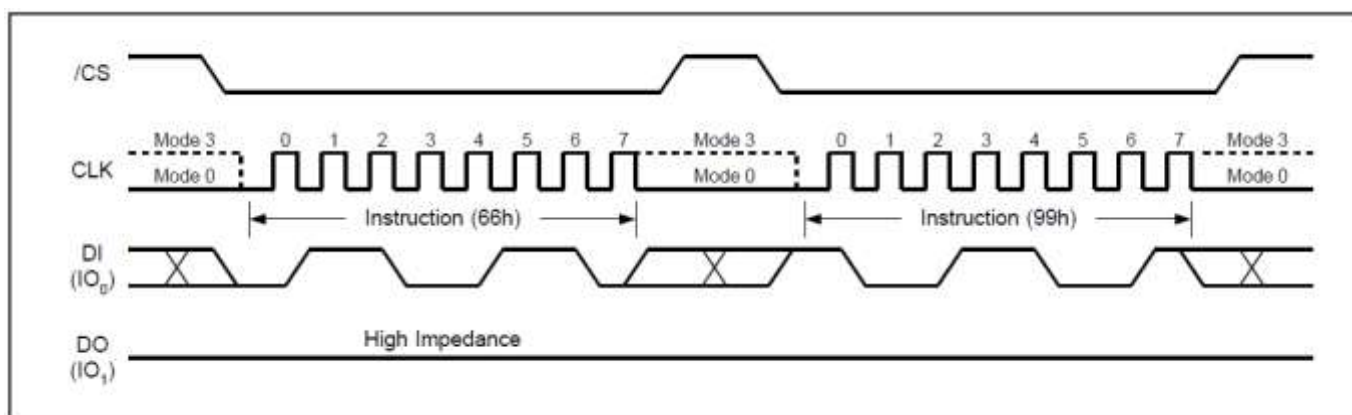 /CS
Mode 3 0 1 2 3 4 5 6 7 Mode 3 0 1 2 3 4 5 6 7 Mode 3
CLK
Mode 0 Mode 0 Mode 0
Instruction (66h) Instruction (99h)
DI
(IO₀)
High Impedance
DO
(IO₁)